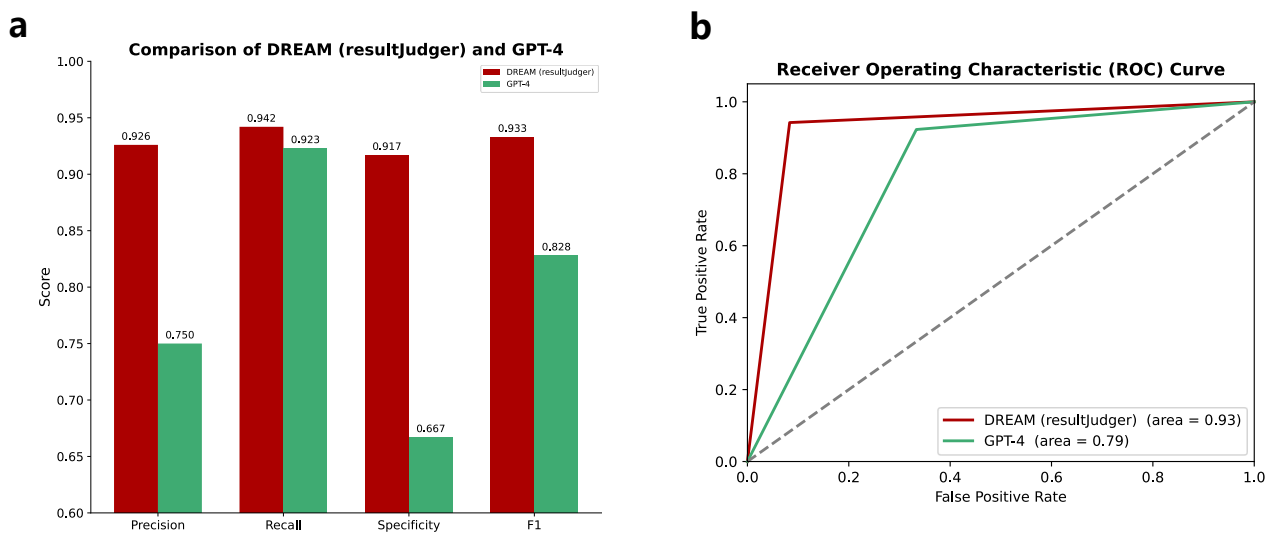 a
Comparison of DREAM (resultJudger) and GPT-4
DREAM (resultJudger)
GPT-4
Score
1.00
0.95
0.90
0.85
0.80
0.75
0.70
0.65
0.60
0.926
0.750
0.942
0.923
0.917
0.667
0.933
0.828
Precision
Recall
Specificity
F1
b
Receiver Operating Characteristic (ROC) Curve
True Positive Rate
1.0
0.8
0.6
0.4
0.2
0.0
DREAM (resultJudger) (area = 0.93)
GPT-4 (area = 0.79)
0.0
0.2
0.4
0.6
0.8
1.0
False Positive Rate